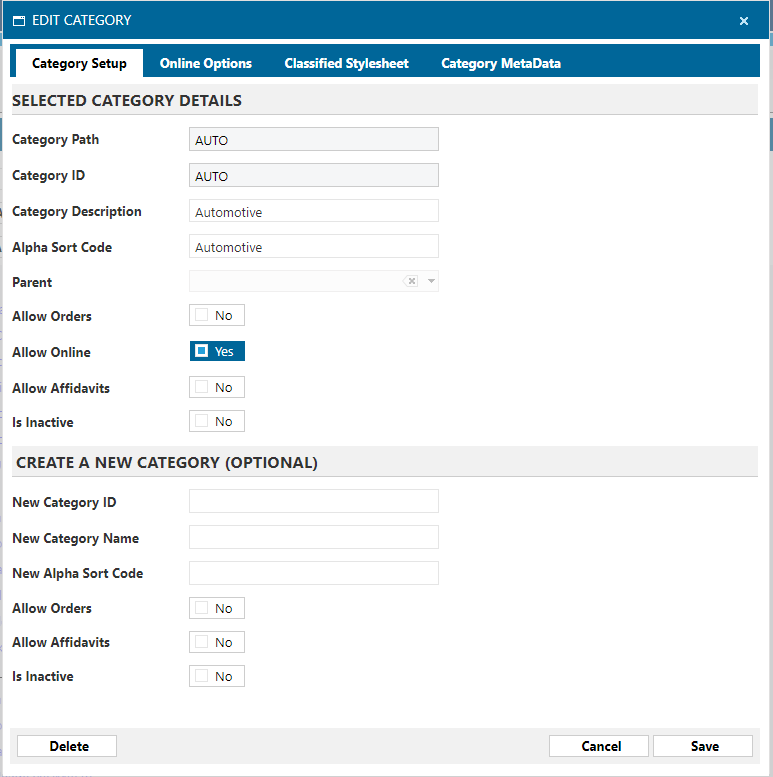 EDIT CATEGORY
Category Setup Online Options Classified Stylesheet Category MetaData
SELECTED CATEGORY DETAILS
Category Path AUTO
Category ID AUTO
Category Description Automotive
Alpha Sort Code Automotive
Parent
Allow Orders No
Allow Online Yes
Allow Affidavits No
Is Inactive No
CREATE A NEW CATEGORY (OPTIONAL)
New Category ID
New Category Name
New Alpha Sort Code
Allow Orders No
Allow Affidavits No
Is Inactive No
Delete Cancel Save